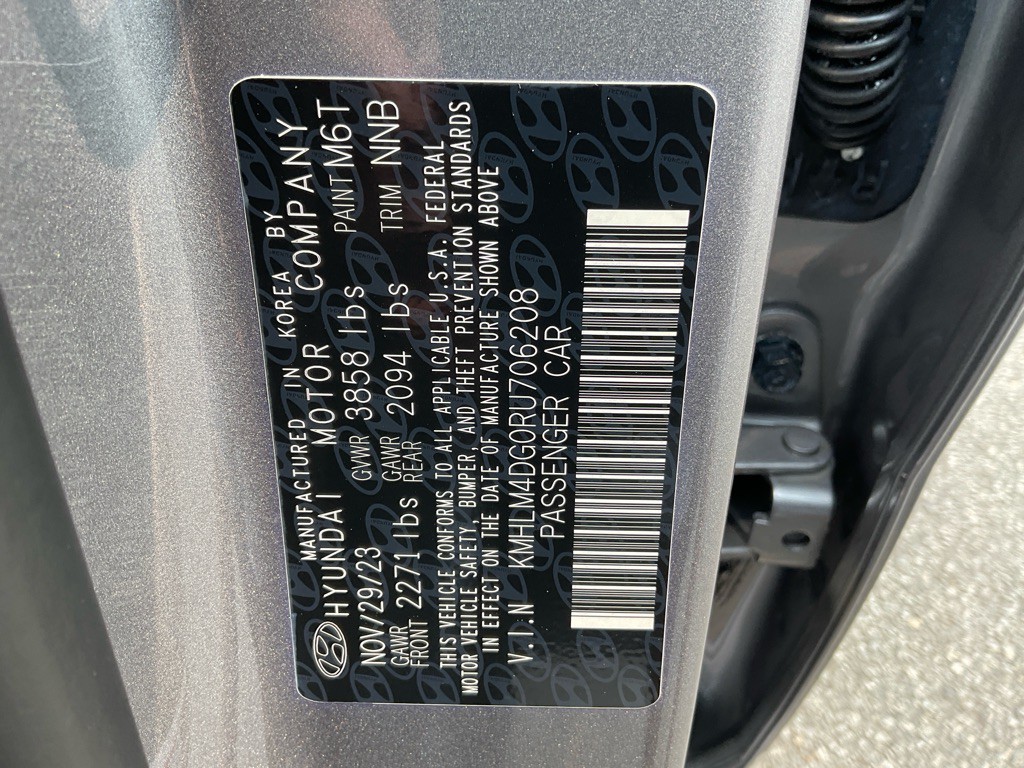 MANUFACTURED IN KOREA BY
HYUNDAI MOTOR COMPANY
NOV/29/23 GVWR 3858 lbs PAINT M6T
GAWR FRONT 2271 lbs GAWR REAR 2094 lbs TRIM NNB
THIS VEHICLE CONFORMS TO ALL APPLICABLE U.S.A. FEDERAL
MOTOR VEHICLE SAFETY, BUMPER, AND THEFT PREVENTION STANDARDS
IN EFFECT ON THE DATE OF MANUFACTURE SHOWN ABOVE
V.I.N KMHLM4DG0RU706208
PASSENGER CAR